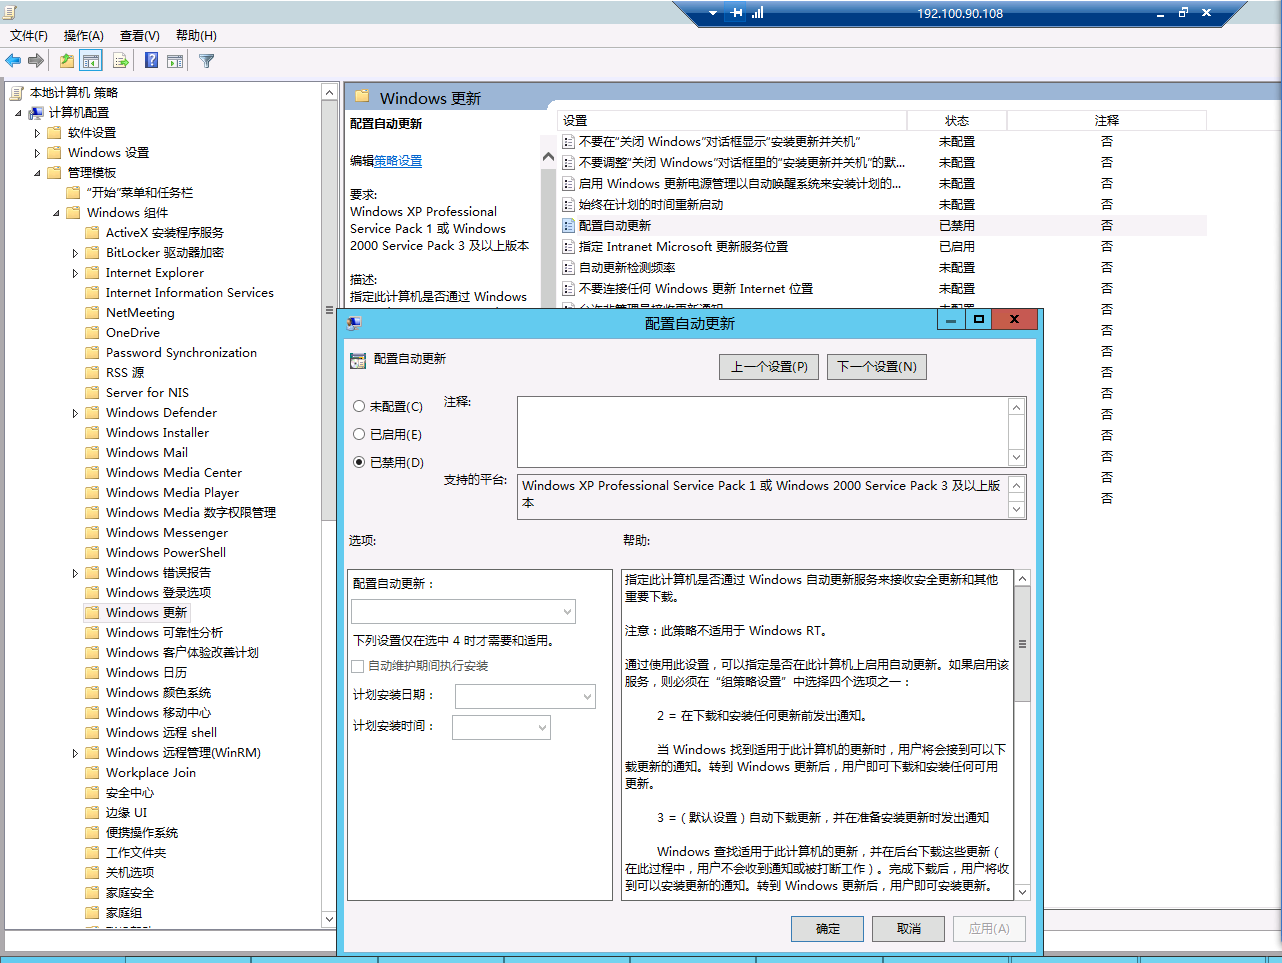 192.100.90.108
文件(F) 操作(A) 查看(V) 帮助(H)
本地计算机 策略
计算机配置
软件设置
Windows 设置
管理模板
"开始"菜单和任务栏
Windows 组件
ActiveX 安装程序服务
BitLocker 驱动器加密
Internet Explorer
Internet Information Services
NetMeeting
OneDrive
Password Synchronization
RSS 源
Server for NIS
Windows Defender
Windows Installer
Windows Mail
Windows Media Center
Windows Media Player
Windows Media 数字权限管理
Windows Messenger
Windows PowerShell
Windows 错误报告
Windows 登录选项
Windows 更新
Windows 可靠性分析
Windows 客户体验改善计划
Windows 日历
Windows 颜色系统
Windows 移动中心
Windows 远程 shell
Windows 远程管理(WinRM)
Workplace Join
安全中心
边缘 UI
便携操作系统
工作文件夹
关机选项
家庭安全
家庭组
Windows 更新
配置自动更新
编辑策略设置
要求:
Windows XP Professional
Service Pack 1 或 Windows
2000 Service Pack 3 及以上版本
描述:
指定此计算机是否通过 Windows
设置 状态 注释
不要在"关闭 Windows"对话框显示"安装更新并关机" 未配置 否
不要调整"关闭 Windows"对话框里的"安装更新并关机"的默... 未配置 否
启用 Windows 更新电源管理以自动唤醒系统来安装计划的... 未配置 否
始终在计划的时间重新启动 未配置 否
配置自动更新 已禁用 否
指定 Intranet Microsoft 更新服务位置 已启用 否
自动更新检测频率 未配置 否
不要连接任何 Windows 更新 Internet 位置 未配置 否
允许非管理员接收更新通知 未配置 否
否
否
否
否
否
否
否
否
否
配置自动更新
配置自动更新
上一个设置(P) 下一个设置(N)
未配置(C)
已启用(E)
已禁用(D)
注释:
支持的平台:
Windows XP Professional Service Pack 1 或 Windows 2000 Service Pack 3 及以上版
本
选项:
帮助:
配置自动更新：
下列设置仅在选中 4 时才需要和适用。
自动维护期间执行安装
计划安装日期：
计划安装时间：
指定此计算机是否通过 Windows 自动更新服务来接收安全更新和其他
重要下载。
注意：此策略不适用于 Windows RT。
通过使用此设置，可以指定是否在此计算机上启用自动更新。如果启用该
服务，则必须在“组策略设置”中选择四个选项之一：
2 = 在下载和安装任何更新前发出通知。
当 Windows 找到适用于此计算机的更新时，用户将会接到可以下
载更新的通知。转到 Windows 更新后，用户即可下载和安装任何可用
更新。
3 =（默认设置）自动下载更新，并在准备安装更新时发出通知
Windows 查找适用于此计算机的更新，并在后台下载这些更新（
在此过程中，用户不会收到通知或被打断工作）。完成下载后，用户将收
到可以安装更新的通知。转到 Windows 更新后，用户即可安装更新。
确定 取消 应用(A)